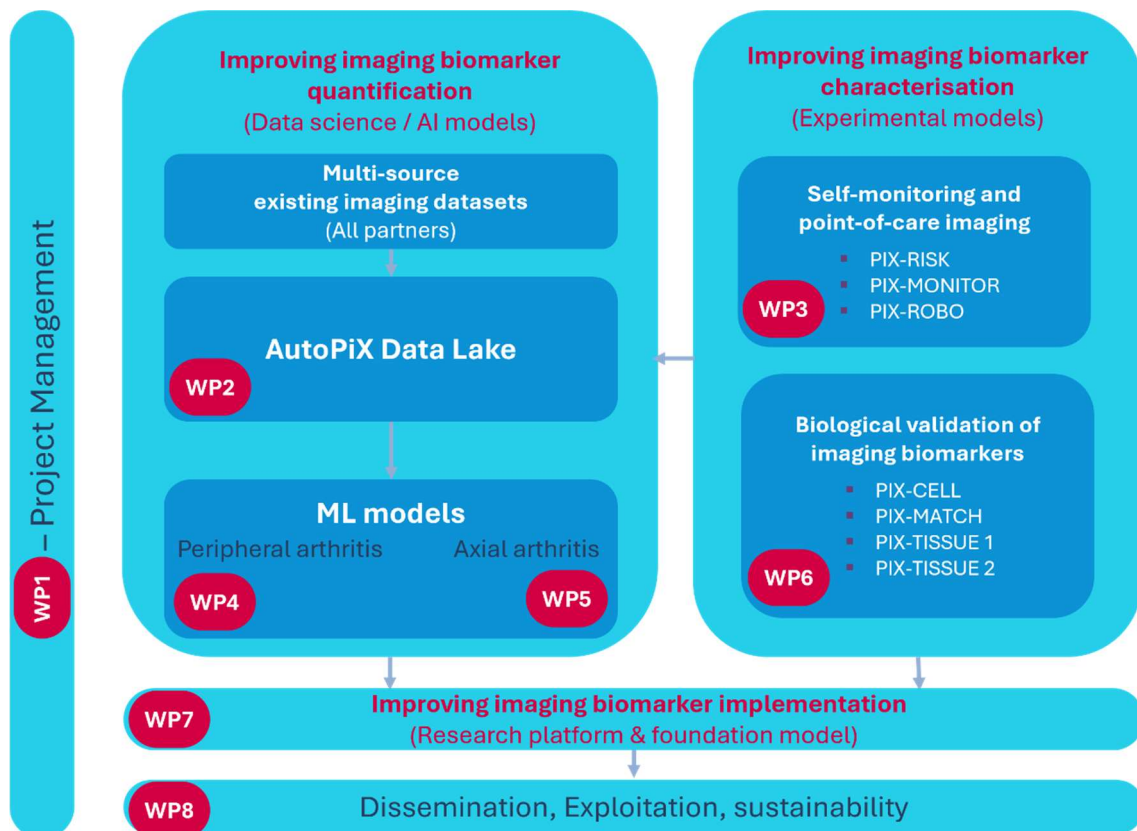 WP1 – Project Management
Improving imaging biomarker
quantification
(Data science / AI models)
Multi-source
existing imaging datasets
(All partners)
AutoPiX Data Lake
WP2
ML models
Peripheral arthritis
Axial arthritis
WP4
WP5
Improving imaging biomarker
characterisation
(Experimental models)
Self-monitoring and
point-of-care imaging
▪ PIX-RISK
▪ PIX-MONITOR
▪ PIX-ROBO
WP3
Biological validation of
imaging biomarkers
▪ PIX-CELL
▪ PIX-MATCH
▪ PIX-TISSUE 1
▪ PIX-TISSUE 2
WP6
WP7
Improving imaging biomarker implementation
(Research platform & foundation model)
WP8
Dissemination, Exploitation, sustainability